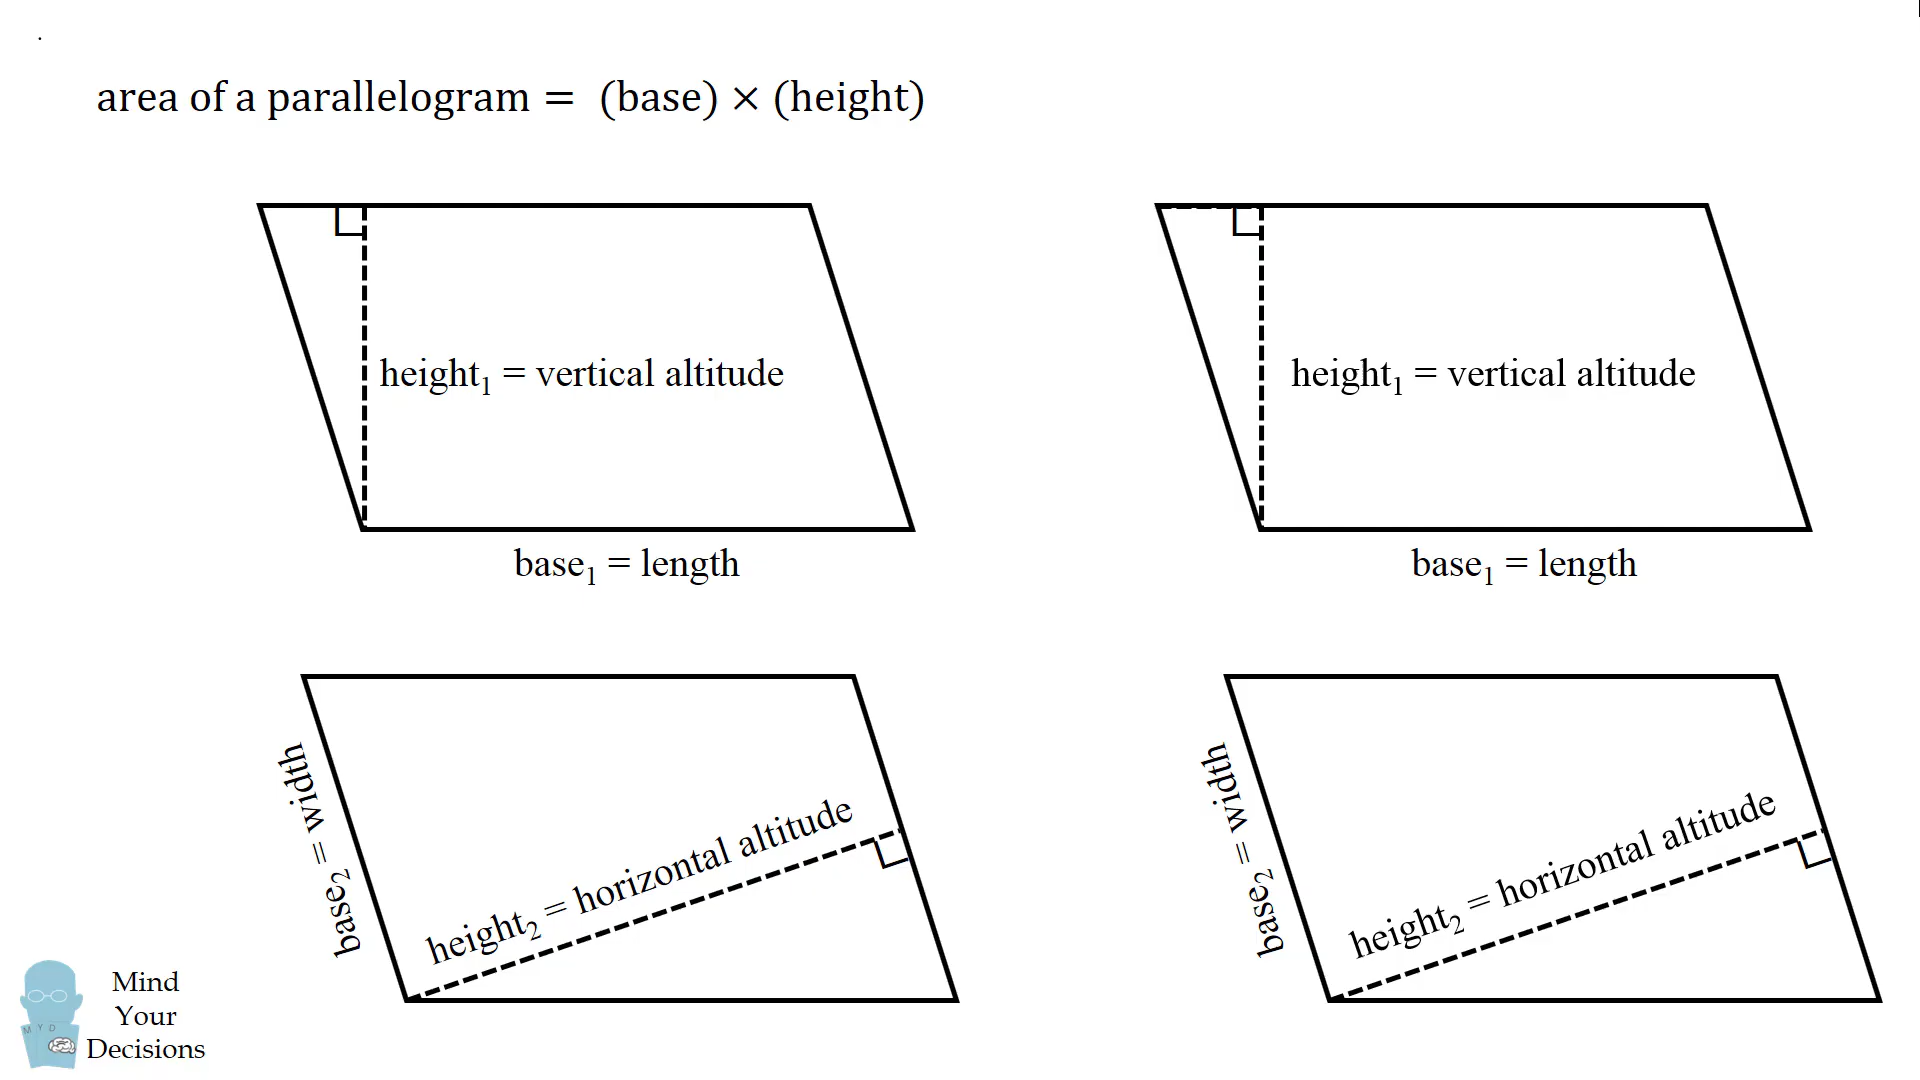 area of a parallelogram = (base) × (height)
height₁ = vertical altitude
height₁ = vertical altitude
base₁ = length
base₁ = length
base₂ = width
height₂ = horizontal altitude
base₂ = width
height₂ = horizontal altitude
M Y D
Mind
Your
Decisions